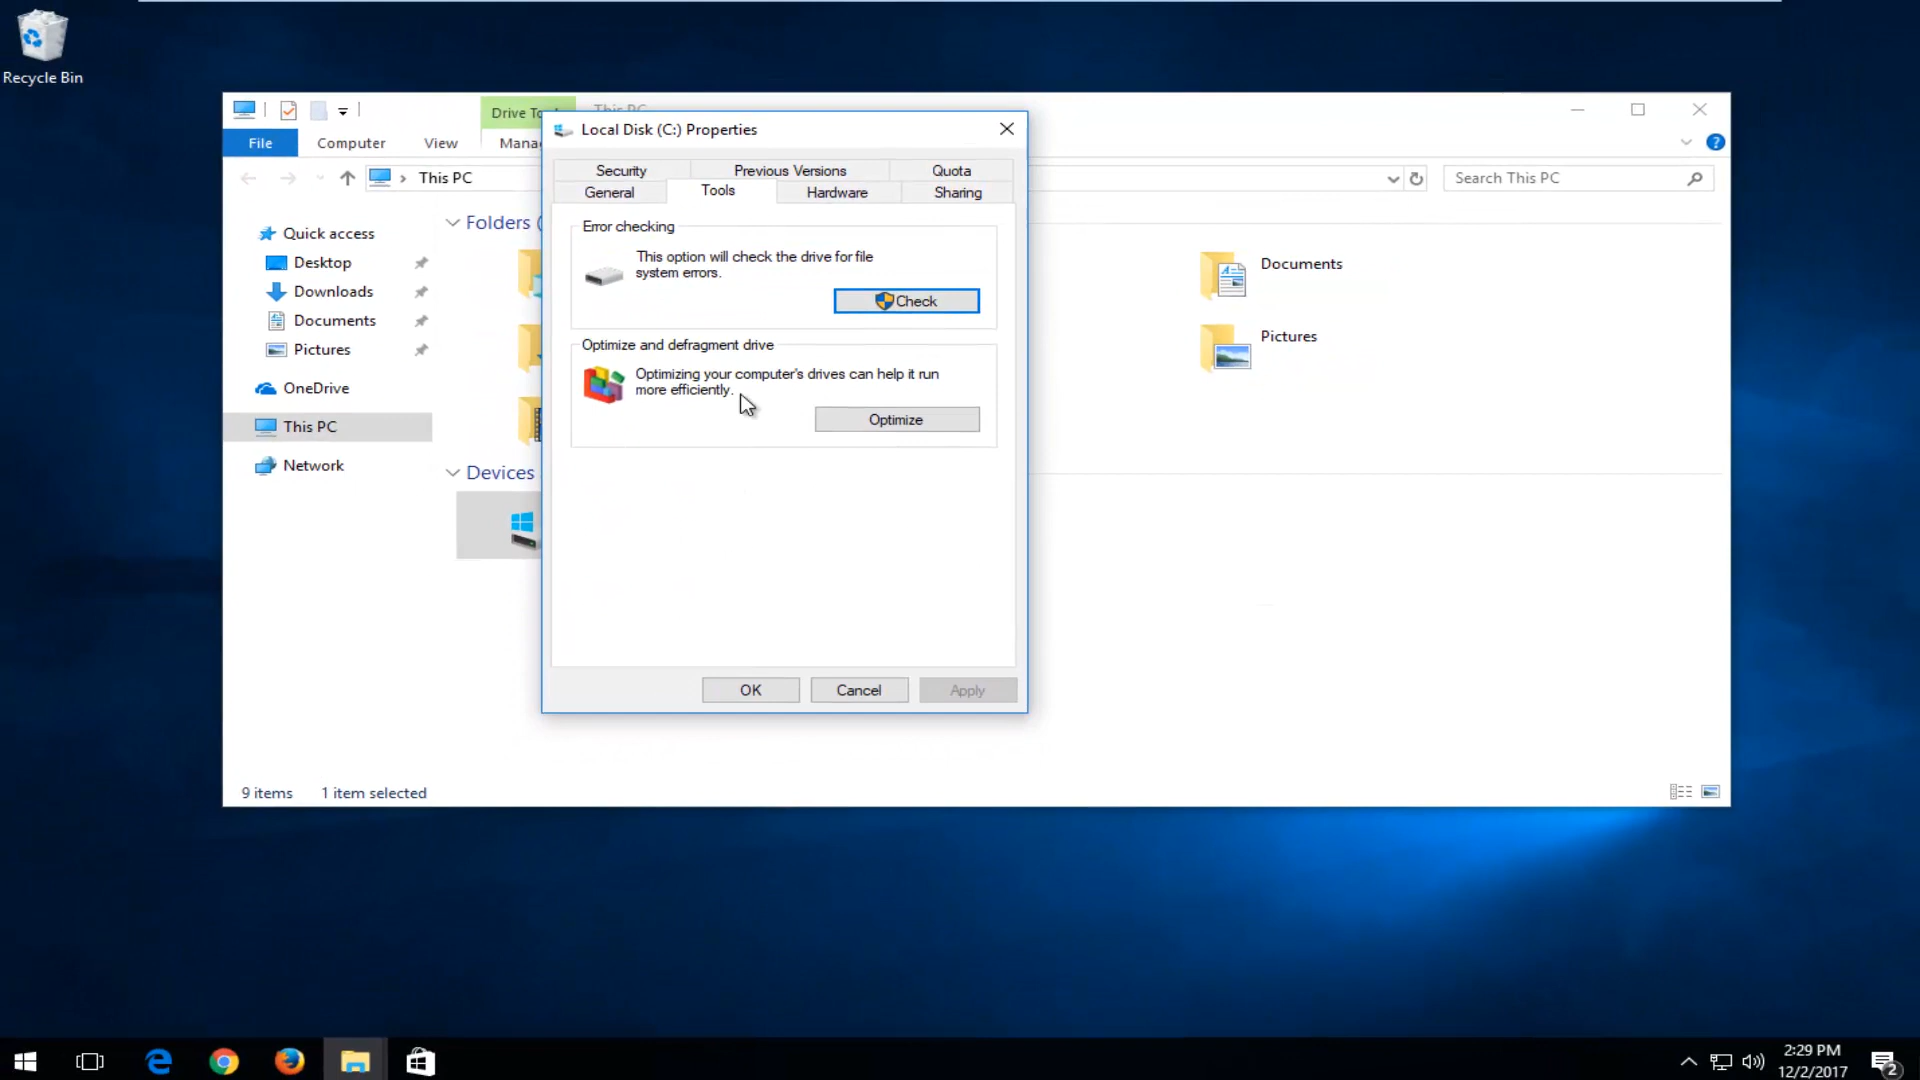 Recycle Bin
Drive To
This PC
File
Computer
View
Mana
This PC
Search This PC
Quick access
Desktop
Downloads
Documents
Pictures
OneDrive
This PC
Network
Folders (
Documents
Pictures
Devices
Local Disk (C:) Properties
Security
Previous Versions
Quota
General
Tools
Hardware
Sharing
Error checking
This option will check the drive for file
system errors.
Check
Optimize and defragment drive
Optimizing your computer's drives can help it run
more efficiently.
Optimize
OK
Cancel
Apply
9 items
1 item selected
2:29 PM
12/2/2017
2